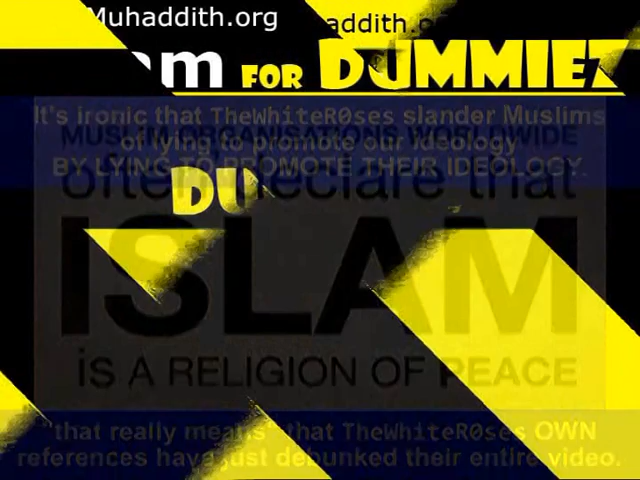 Muhaddith.org
addith.o
am FOR DUMMIEZ
It's ironic that TheWhiteR0ses slander Muslims
MUSLIM ORGANISATIONS WORLDWIDE
of lying to promote our ideology
BY LYING TO PROMOTE THEIR IDEOLOGY.
often declare that
DU
ISLAM
iS A RELIGION OF PEACE
"that really means" that TheWhiteR0ses OWN
references have just debunked their entire video.